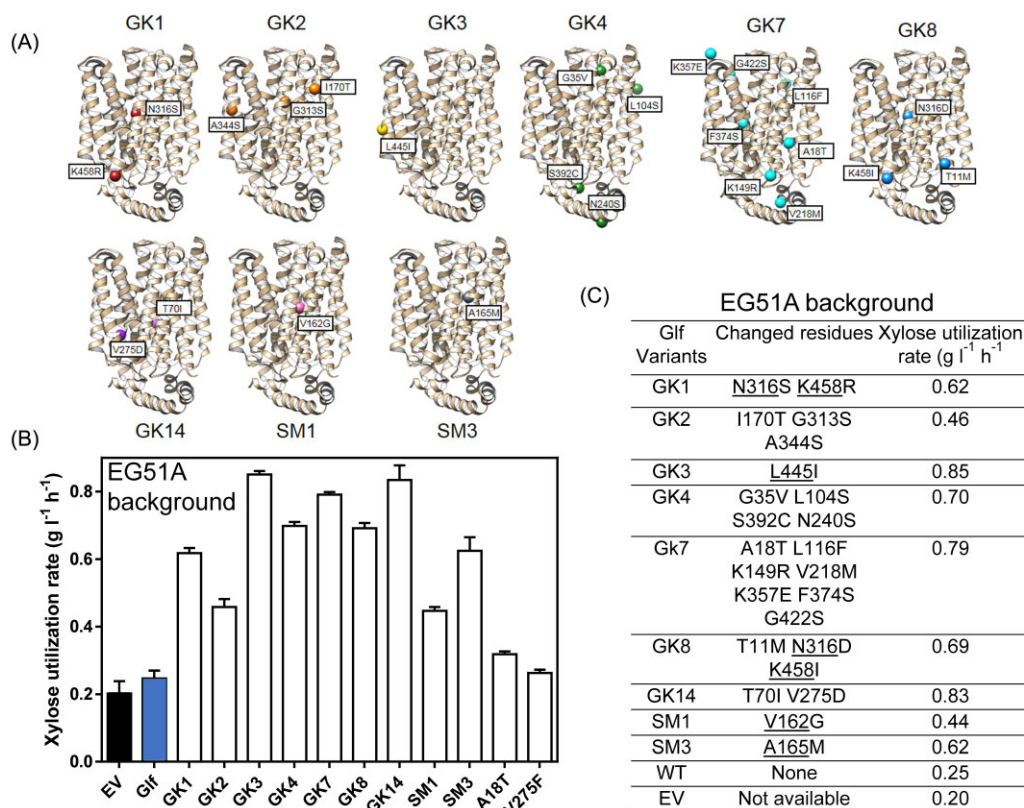 (A)
GK1
GK2
GK3
GK4
GK7
GK8
N316S
K458R
I170T
G313S
A344S
L445I
G35V
L104S
S392C
N240S
K357E
G422S
L116F
F374S
A18T
K149R
V218M
N316D
K458I
T11M
T70I
V275D
V162G
A165M
GK14
SM1
SM3
(B)
EG51A
background
Xylose utilization rate (g l⁻¹ h⁻¹)
0.8
0.6
0.4
0.2
0.0
EV
Glf
GK1
GK2
GK3
GK4
GK7
GK8
GK14
SM1
SM3
A18T
V275F
(C)
EG51A background
Glf Changed residues Xylose utilization
Variants rate (g l⁻¹ h⁻¹
GK1 N316S K458R 0.62
GK2 I170T G313S 0.46
A344S
GK3 L445I 0.85
GK4 G35V L104S 0.70
S392C N240S
Gk7 A18T L116F 0.79
K149R V218M
K357E F374S
G422S
GK8 T11M N316D 0.69
K458I
GK14 T70I V275D 0.83
SM1 V162G 0.44
SM3 A165M 0.62
WT None 0.25
EV Not available 0.20